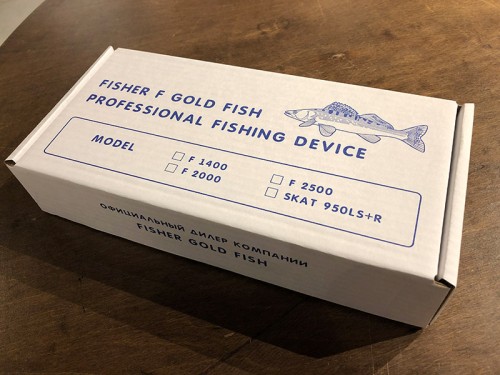 FISHER F GOLD FISH
PROFESSIONAL FISHING DEVICE
MODEL
F 1400
F 2000
F 2500
SKAT 950LS+R
ОФИЦИАЛЬНЫЙ ДИЛЕР КОМПАНИИ
FISHER GOLD FISH